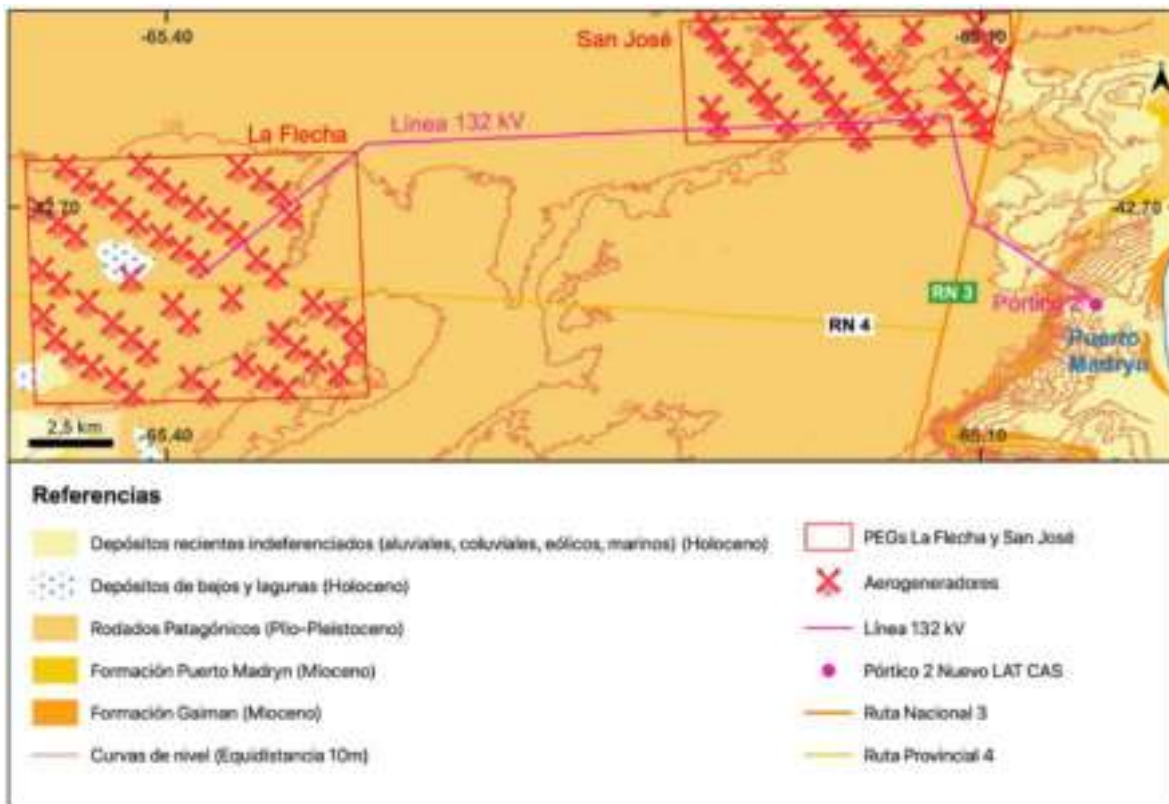 -65.40
-65.10
San José
Línea 132 kV
La Flecha
-42.70
-42.70
RN 3
Pórtico 2
RN 4
Puerto
Madryn
2,5 km
-65.40
-65.10
Referencias
Depósitos recientes indeferenciados (aluviales, coluviales, eólicos, marinos) (Holoceno)
Depósitos de bajos y lagunas (Holoceno)
Rodados Patagónicos (Plio-Pleistoceno)
Formación Puerto Madryn (Mioceno)
Formación Gaiman (Mioceno)
Curvas de nivel (Equidistancia 10m)
PEGs La Flecha y San José
Aerogeneradores
Línea 132 kV
Pórtico 2 Nuevo LAT CAS
Ruta Nacional 3
Ruta Provincial 4